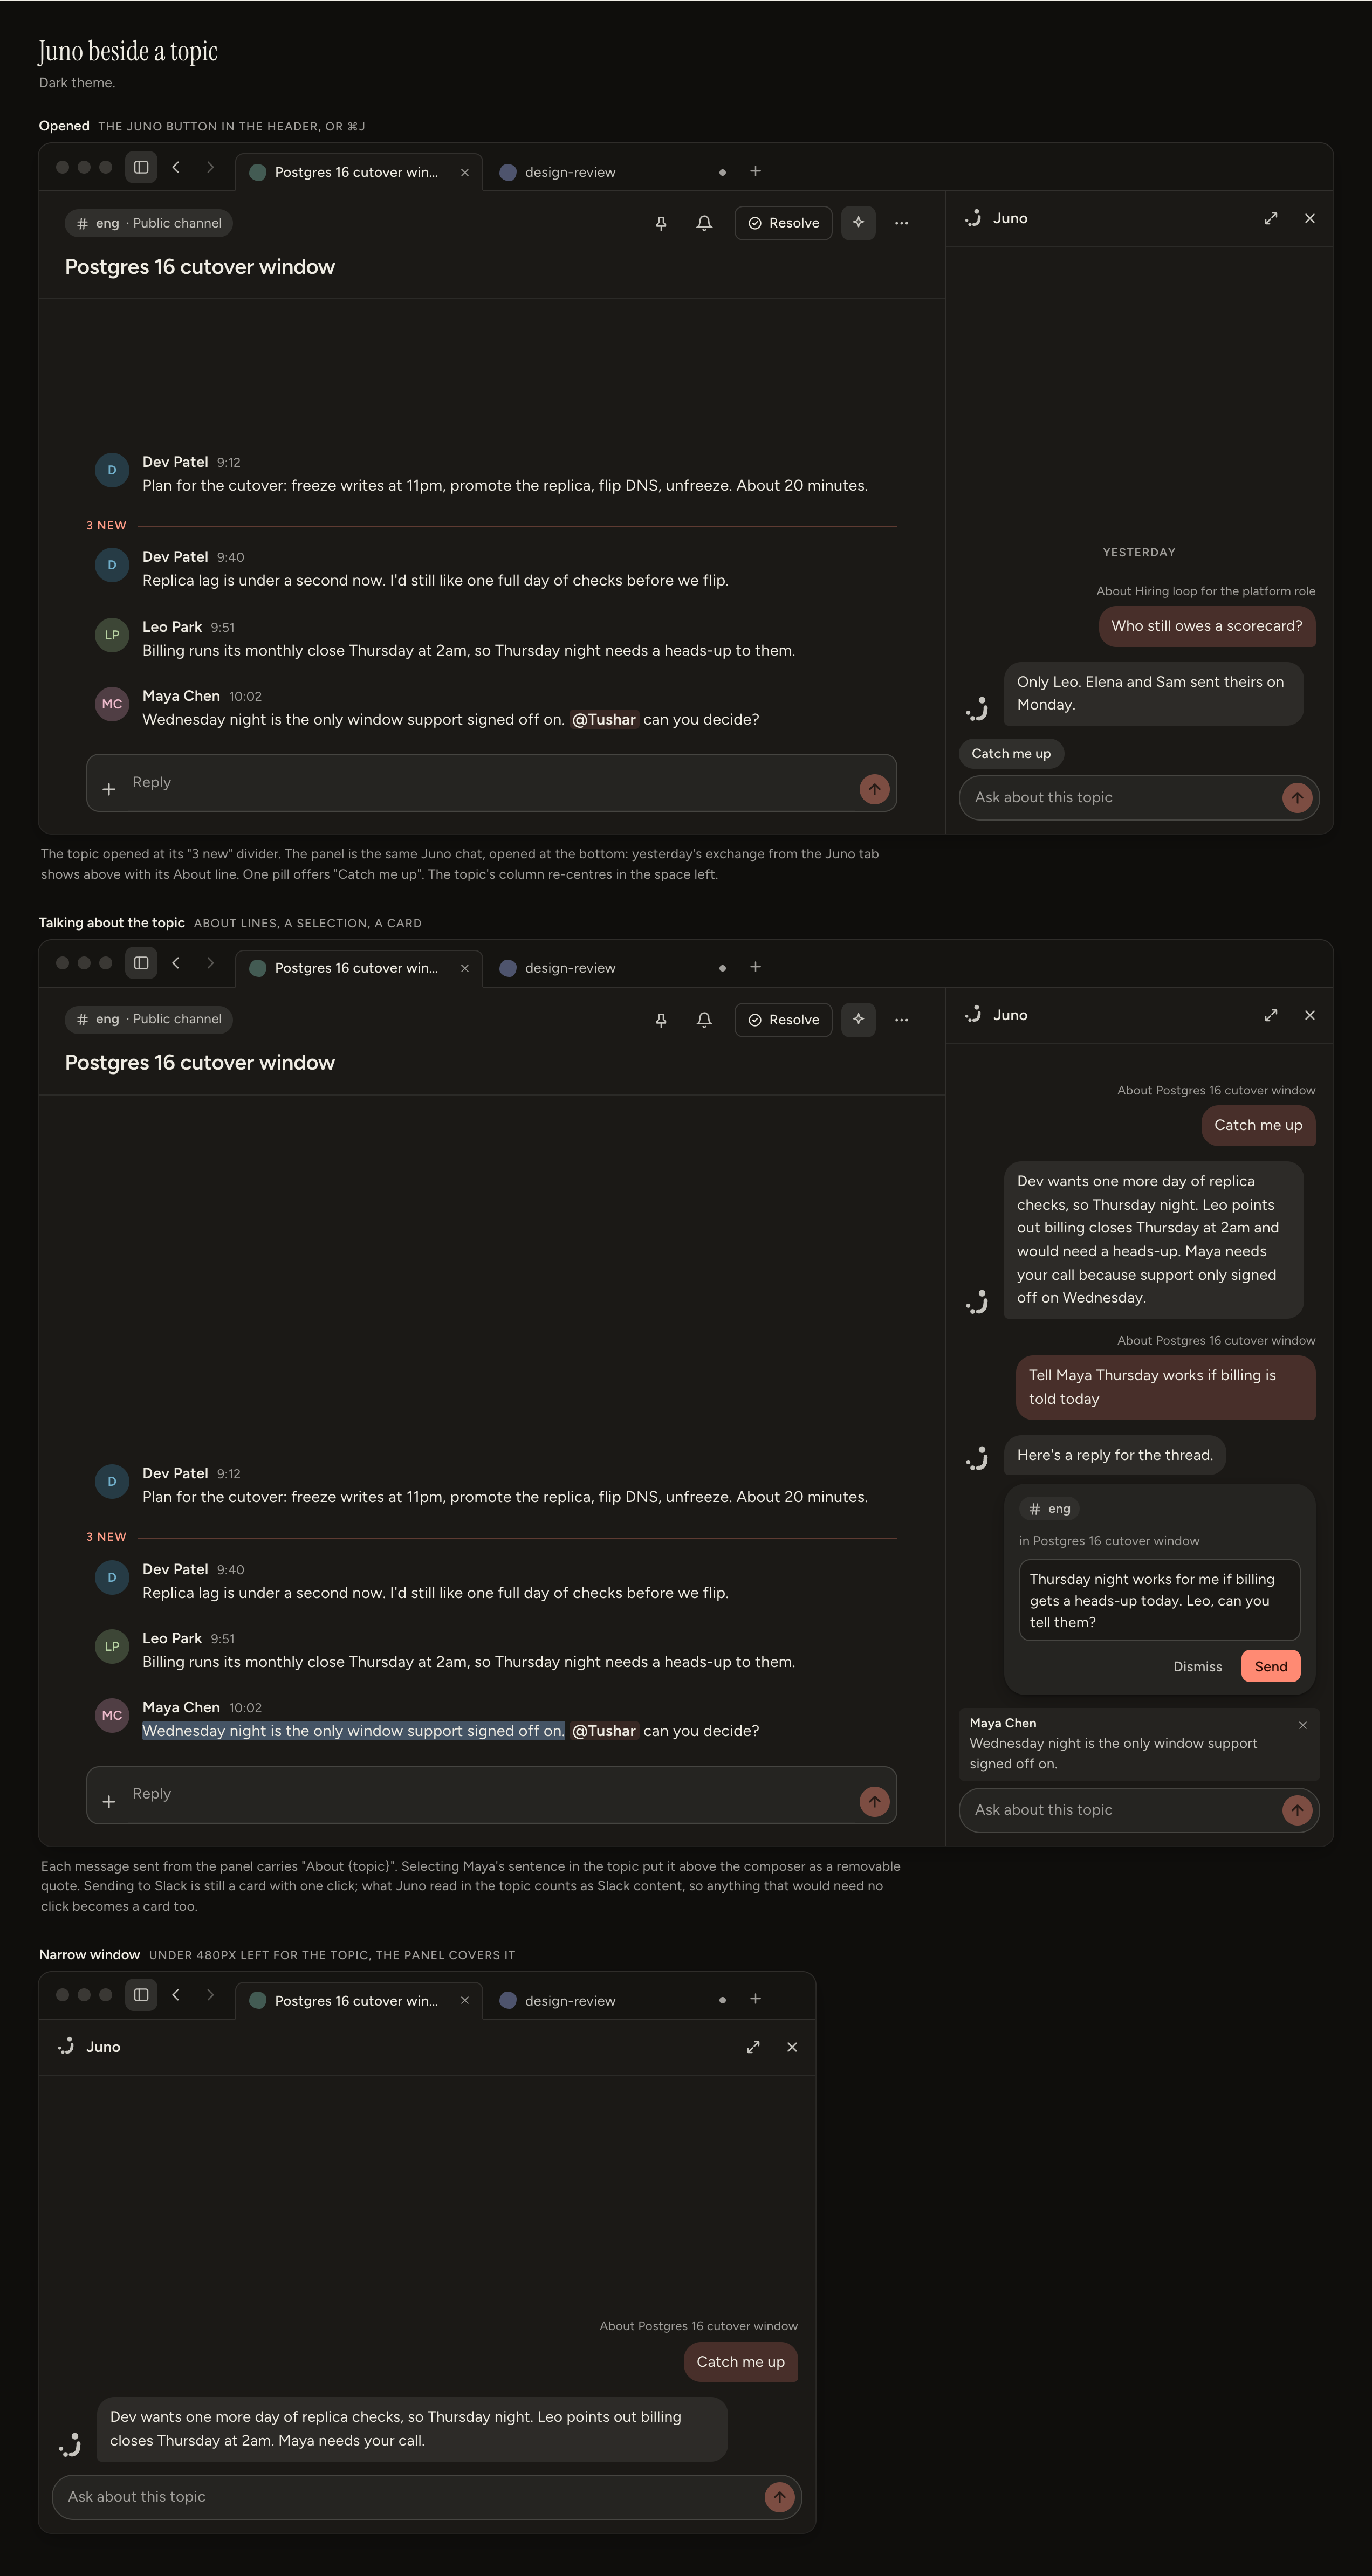 Juno beside a topic
Dark theme.
Opened THE JUNO BUTTON IN THE HEADER, OR ⌘J
Postgres 16 cutover win...
design-review
# eng · Public channel
Resolve
Postgres 16 cutover window
Dev Patel 9:12
Plan for the cutover: freeze writes at 11pm, promote the replica, flip DNS, unfreeze. About 20 minutes.
3 NEW
Dev Patel 9:40
D
Replica lag is under a second now. I'd still like one full day of checks before we flip.
Leo Park 9:51
LP
Billing runs its monthly close Thursday at 2am, so Thursday night needs a heads-up to them.
Maya Chen 10:02
MC
Wednesday night is the only window support signed off on. @Tushar can you decide?
Reply
Juno
YESTERDAY
About Hiring loop for the platform role
Who still owes a scorecard?
Only Leo. Elena and Sam sent theirs on
Monday.
Catch me up
Ask about this topic
The topic opened at its "3 new" divider. The panel is the same Juno chat, opened at the bottom: yesterday's exchange from the Juno tab
shows above with its About line. One pill offers "Catch me up". The topic's column re-centres in the space left.
Talking about the topic ABOUT LINES, A SELECTION, A CARD
Postgres 16 cutover win...
design-review
# eng · Public channel
Resolve
Postgres 16 cutover window
D
Dev Patel 9:12
Plan for the cutover: freeze writes at 11pm, promote the replica, flip DNS, unfreeze. About 20 minutes.
3 NEW
D
Dev Patel 9:40
Replica lag is under a second now. I'd still like one full day of checks before we flip.
LP
Leo Park 9:51
Billing runs its monthly close Thursday at 2am, so Thursday night needs a heads-up to them.
MC
Maya Chen 10:02
Wednesday night is the only window support signed off on. @Tushar can you decide?
Reply
Juno
About Postgres 16 cutover window
Catch me up
Dev wants one more day of replica
checks, so Thursday night. Leo points
out billing closes Thursday at 2am and
would need a heads-up. Maya needs
your call because support only signed
off on Wednesday.
About Postgres 16 cutover window
Tell Maya Thursday works if billing is
told today
Here's a reply for the thread.
# eng
in Postgres 16 cutover window
Thursday night works for me if billing
gets a heads-up today. Leo, can you
tell them?
Dismiss
Send
Maya Chen
Wednesday night is the only window support
signed off on.
Ask about this topic
Each message sent from the panel carries "About {topic}". Selecting Maya's sentence in the topic put it above the composer as a removable
quote. Sending to Slack is still a card with one click; what Juno read in the topic counts as Slack content, so anything that would need no
click becomes a card too.
Narrow window UNDER 480PX LEFT FOR THE TOPIC, THE PANEL COVERS IT
Postgres 16 cutover win...
design-review
Juno
About Postgres 16 cutover window
Catch me up
Dev wants one more day of replica checks, so Thursday night. Leo points out billing
closes Thursday at 2am. Maya needs your call.
Ask about this topic